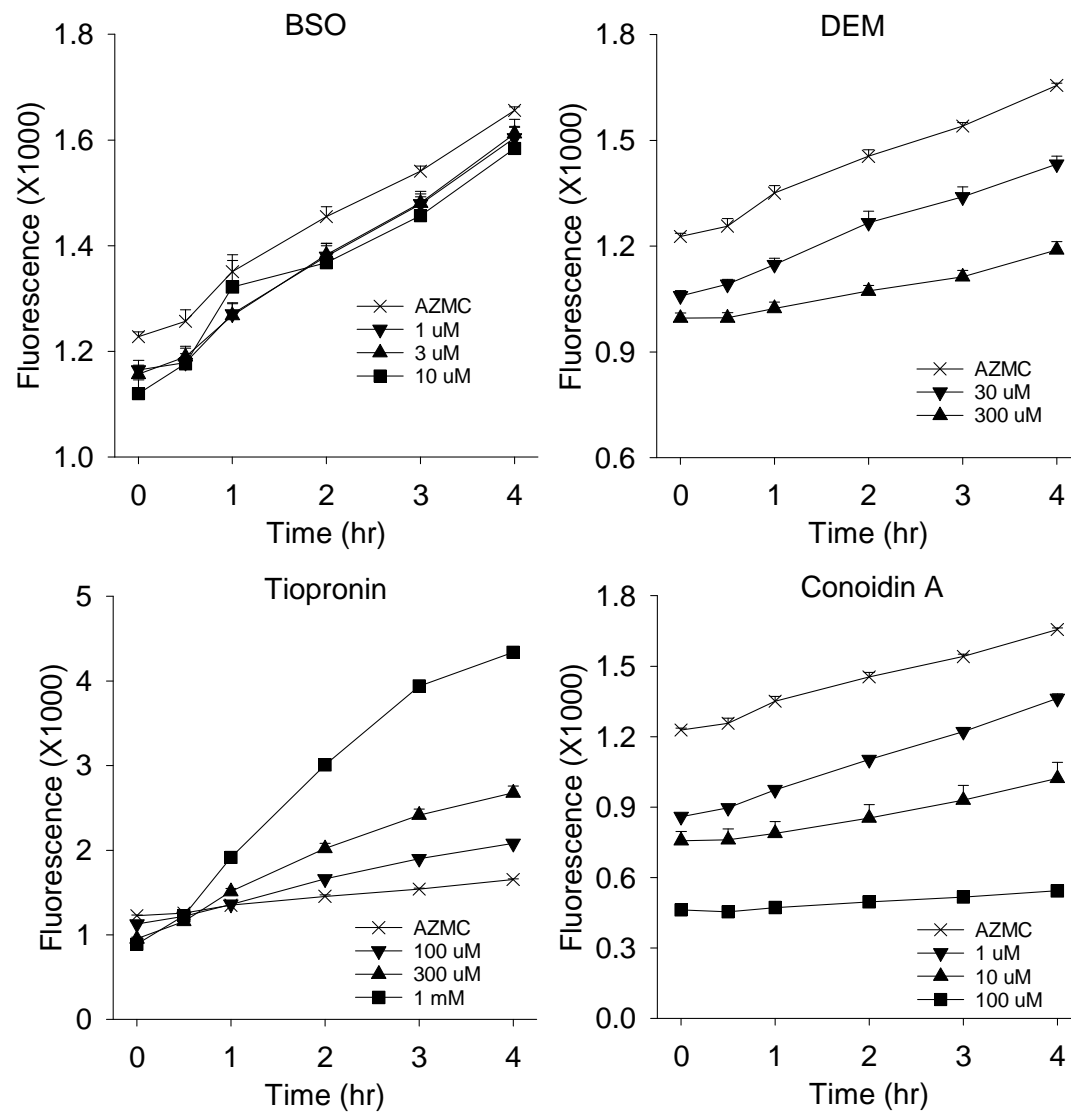 BSO
1.8
1.6
1.4
1.2
1.0
Fluorescence (X1000)
AZMC
1 uM
3 uM
10 uM
0 1 2 3 4
Time (hr)
DEM
1.8
1.5
1.2
0.9
0.6
Fluorescence (X1000)
AZMC
30 uM
300 uM
0 1 2 3 4
Time (hr)
Tiopronin
5
4
3
2
1
0
Fluorescence (X1000)
AZMC
100 uM
300 uM
1 mM
0 1 2 3 4
Time (hr)
Conoidin A
1.8
1.5
1.2
0.9
0.6
0.3
0.0
Fluorescence (X1000)
AZMC
1 uM
10 uM
100 uM
0 1 2 3 4
Time (hr)